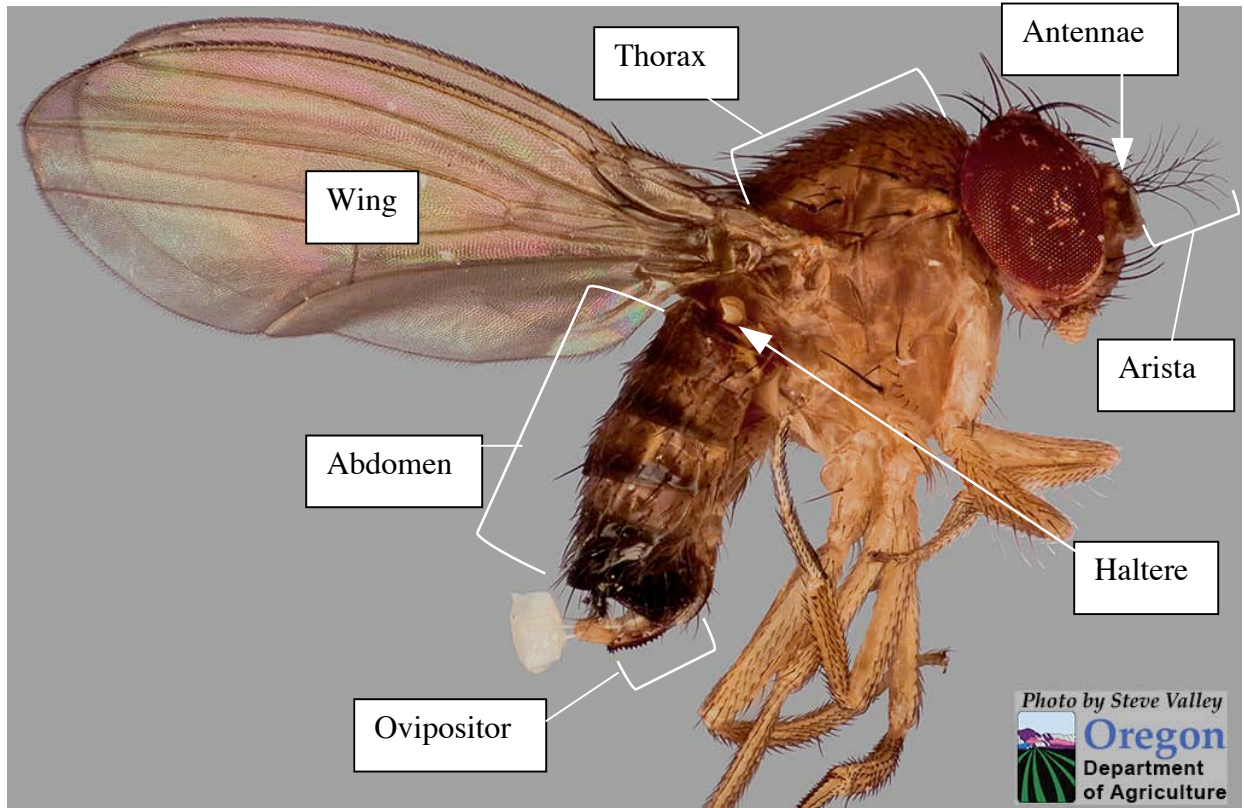 Antennae
Thorax
Wing
Arista
Abdomen
Haltere
Ovipositor
Photo by Steve Valley
Oregon
Department
of Agriculture